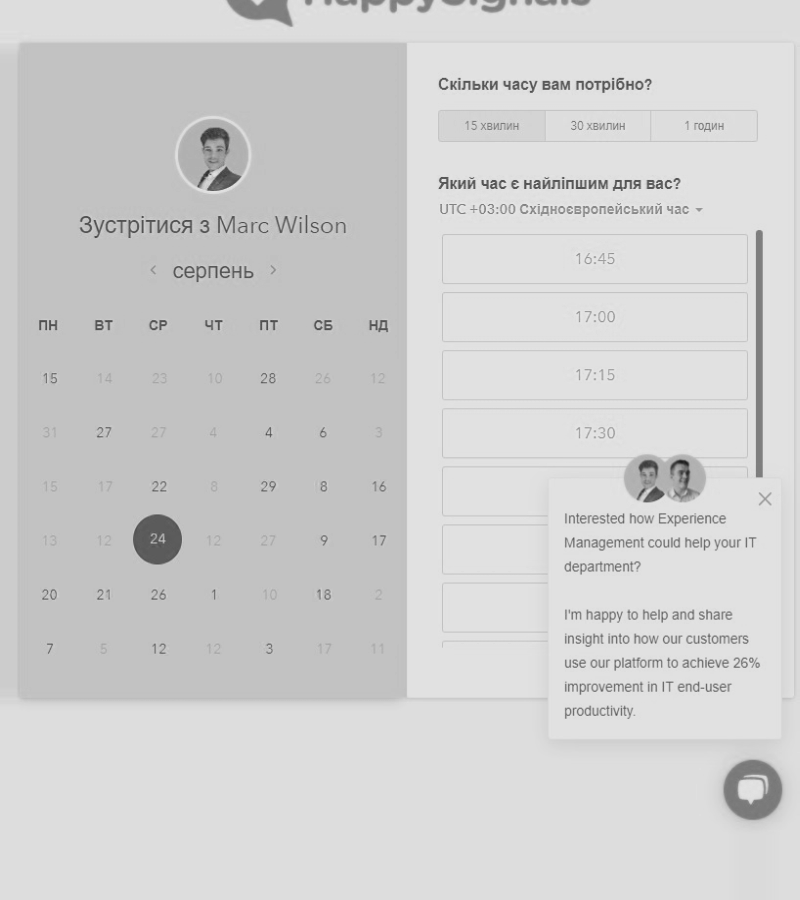 HappySignals
Зустрітися з Marc Wilson
серпень
ПН ВТ СР ЧТ ПТ СБ НД
15 14 23 10 28 26 12
31 27 27 4 4 6 3
15 17 22 8 29 8 16
13 12 24 12 27 9 17
20 21 26 1 10 18 2
7 5 12 12 3 17 11
Скільки часу вам потрібно?
15 хвилин 30 хвилин 1 годин
Який час є найліпшим для вас?
UTC +03:00 Східноєвропейський час
16:45
17:00
17:15
17:30
Interested how Experience
Management could help your IT
department?
I'm happy to help and share
insight into how our customers
use our platform to achieve 26%
improvement in IT end-user
productivity.